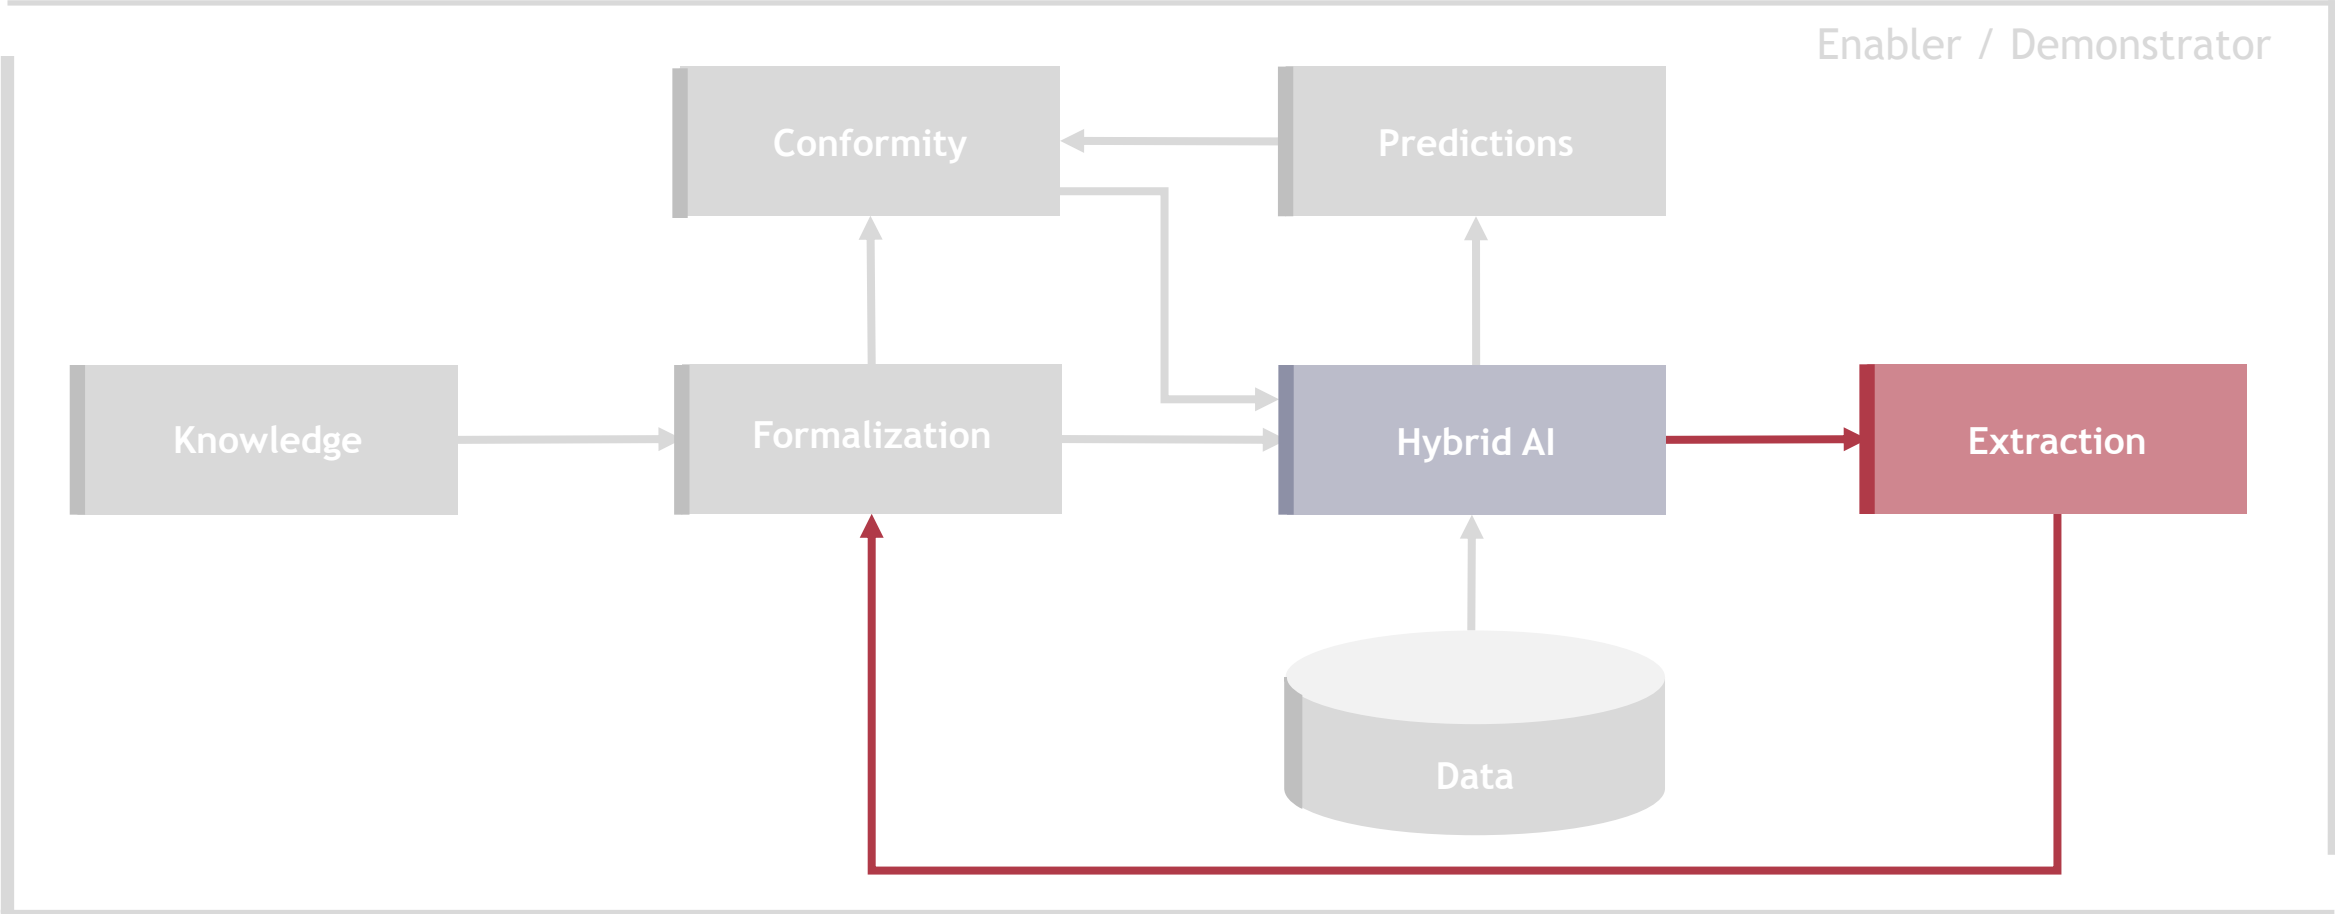 Enabler / Demonstrator
Conformity
Predictions
Knowledge
Formalization
Hybrid AI
Extraction
Data